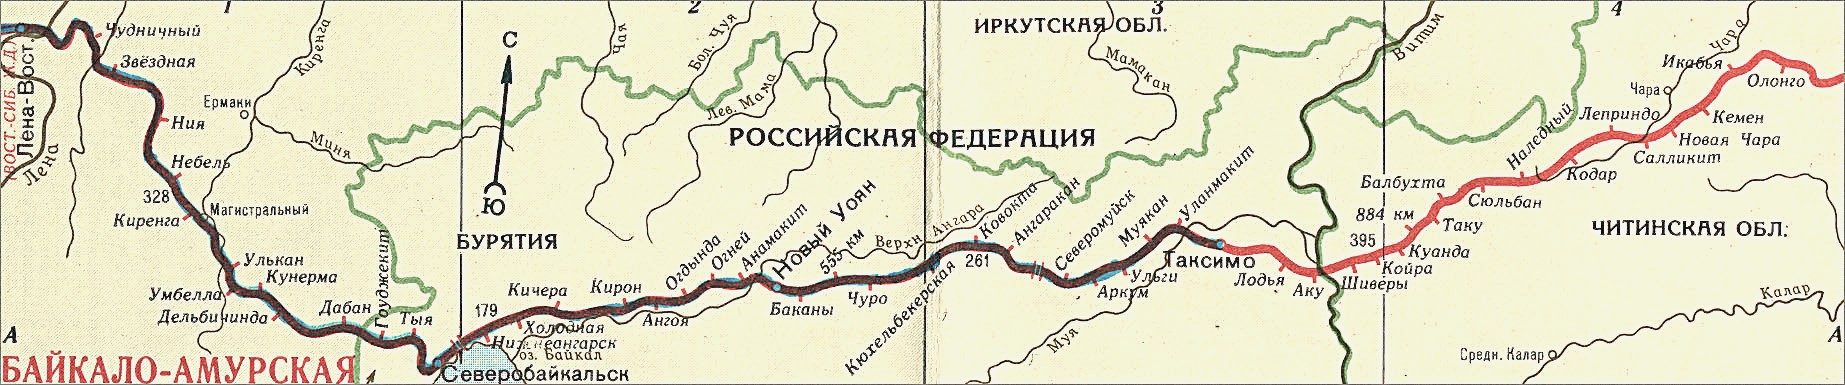 1
2
3
4
Чудничный
Звёздная
(ВОСТ.-СИБ. Ж.Д.)
Лена-Вост.
Лена
Киренга
Ермаки
Миня
Ния
Небель
328
Киренга
Магистральный
Улькан
Кунерма
Умбелла
Дельбичинда
Дабан
Гоуджекит
Тыя
А
БАЙКАЛО-АМУРСКАЯ
С
Ю
БУРЯТИЯ
Чая
Бол. Чуя
Лев. Мама
РОССИЙСКАЯ ФЕДЕРАЦИЯ
179
Кичера
Холодная
Нижнеангарск
оз. Байкал
Северобайкальск
Кирон
Ангоя
Огдында
Огней
Анамакит
Новый Уоян
555 км
Баканы
Чуро
Верхн. Ангара
Кюхельбекерская
ИРКУТСКАЯ ОБЛ.
Мамакан
261
Ковокта
Ангаракан
Северомуйск
Муякан
Уланмакит
Ульги
Аркум
Муя
Таксимо
Витим
Лодья
Аку
Шиверы
Койра
Куанда
395
884 км
Таку
Балбухта
Сюльбан
Наледный
Кодар
Леприндо
Салликит
Новая Чара
Кемен
Икабья
Олонго
Чара
Чара
ЧИТИНСКАЯ ОБЛ.
Калар
Средн. Калар
А